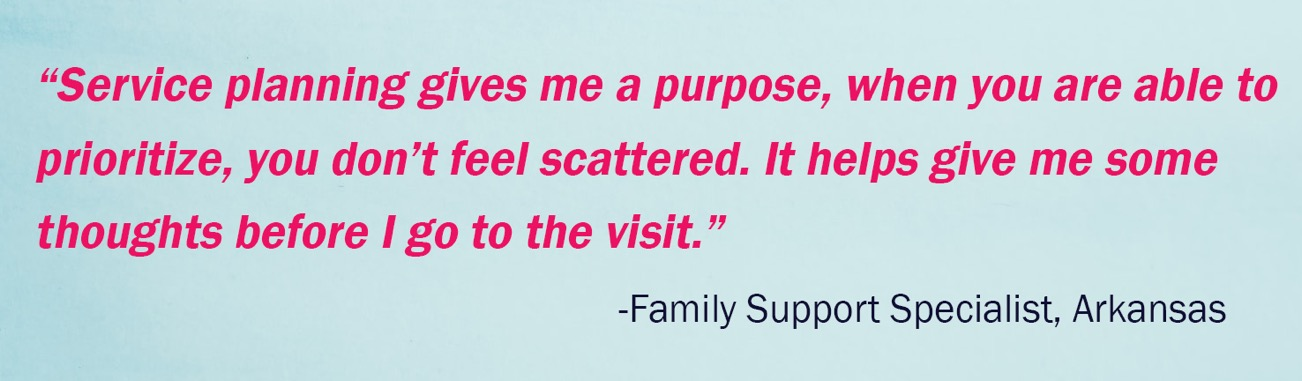 “Service planning gives me a purpose, when you are able to
prioritize, you don’t feel scattered. It helps give me some
thoughts before I go to the visit.”
-Family Support Specialist, Arkansas